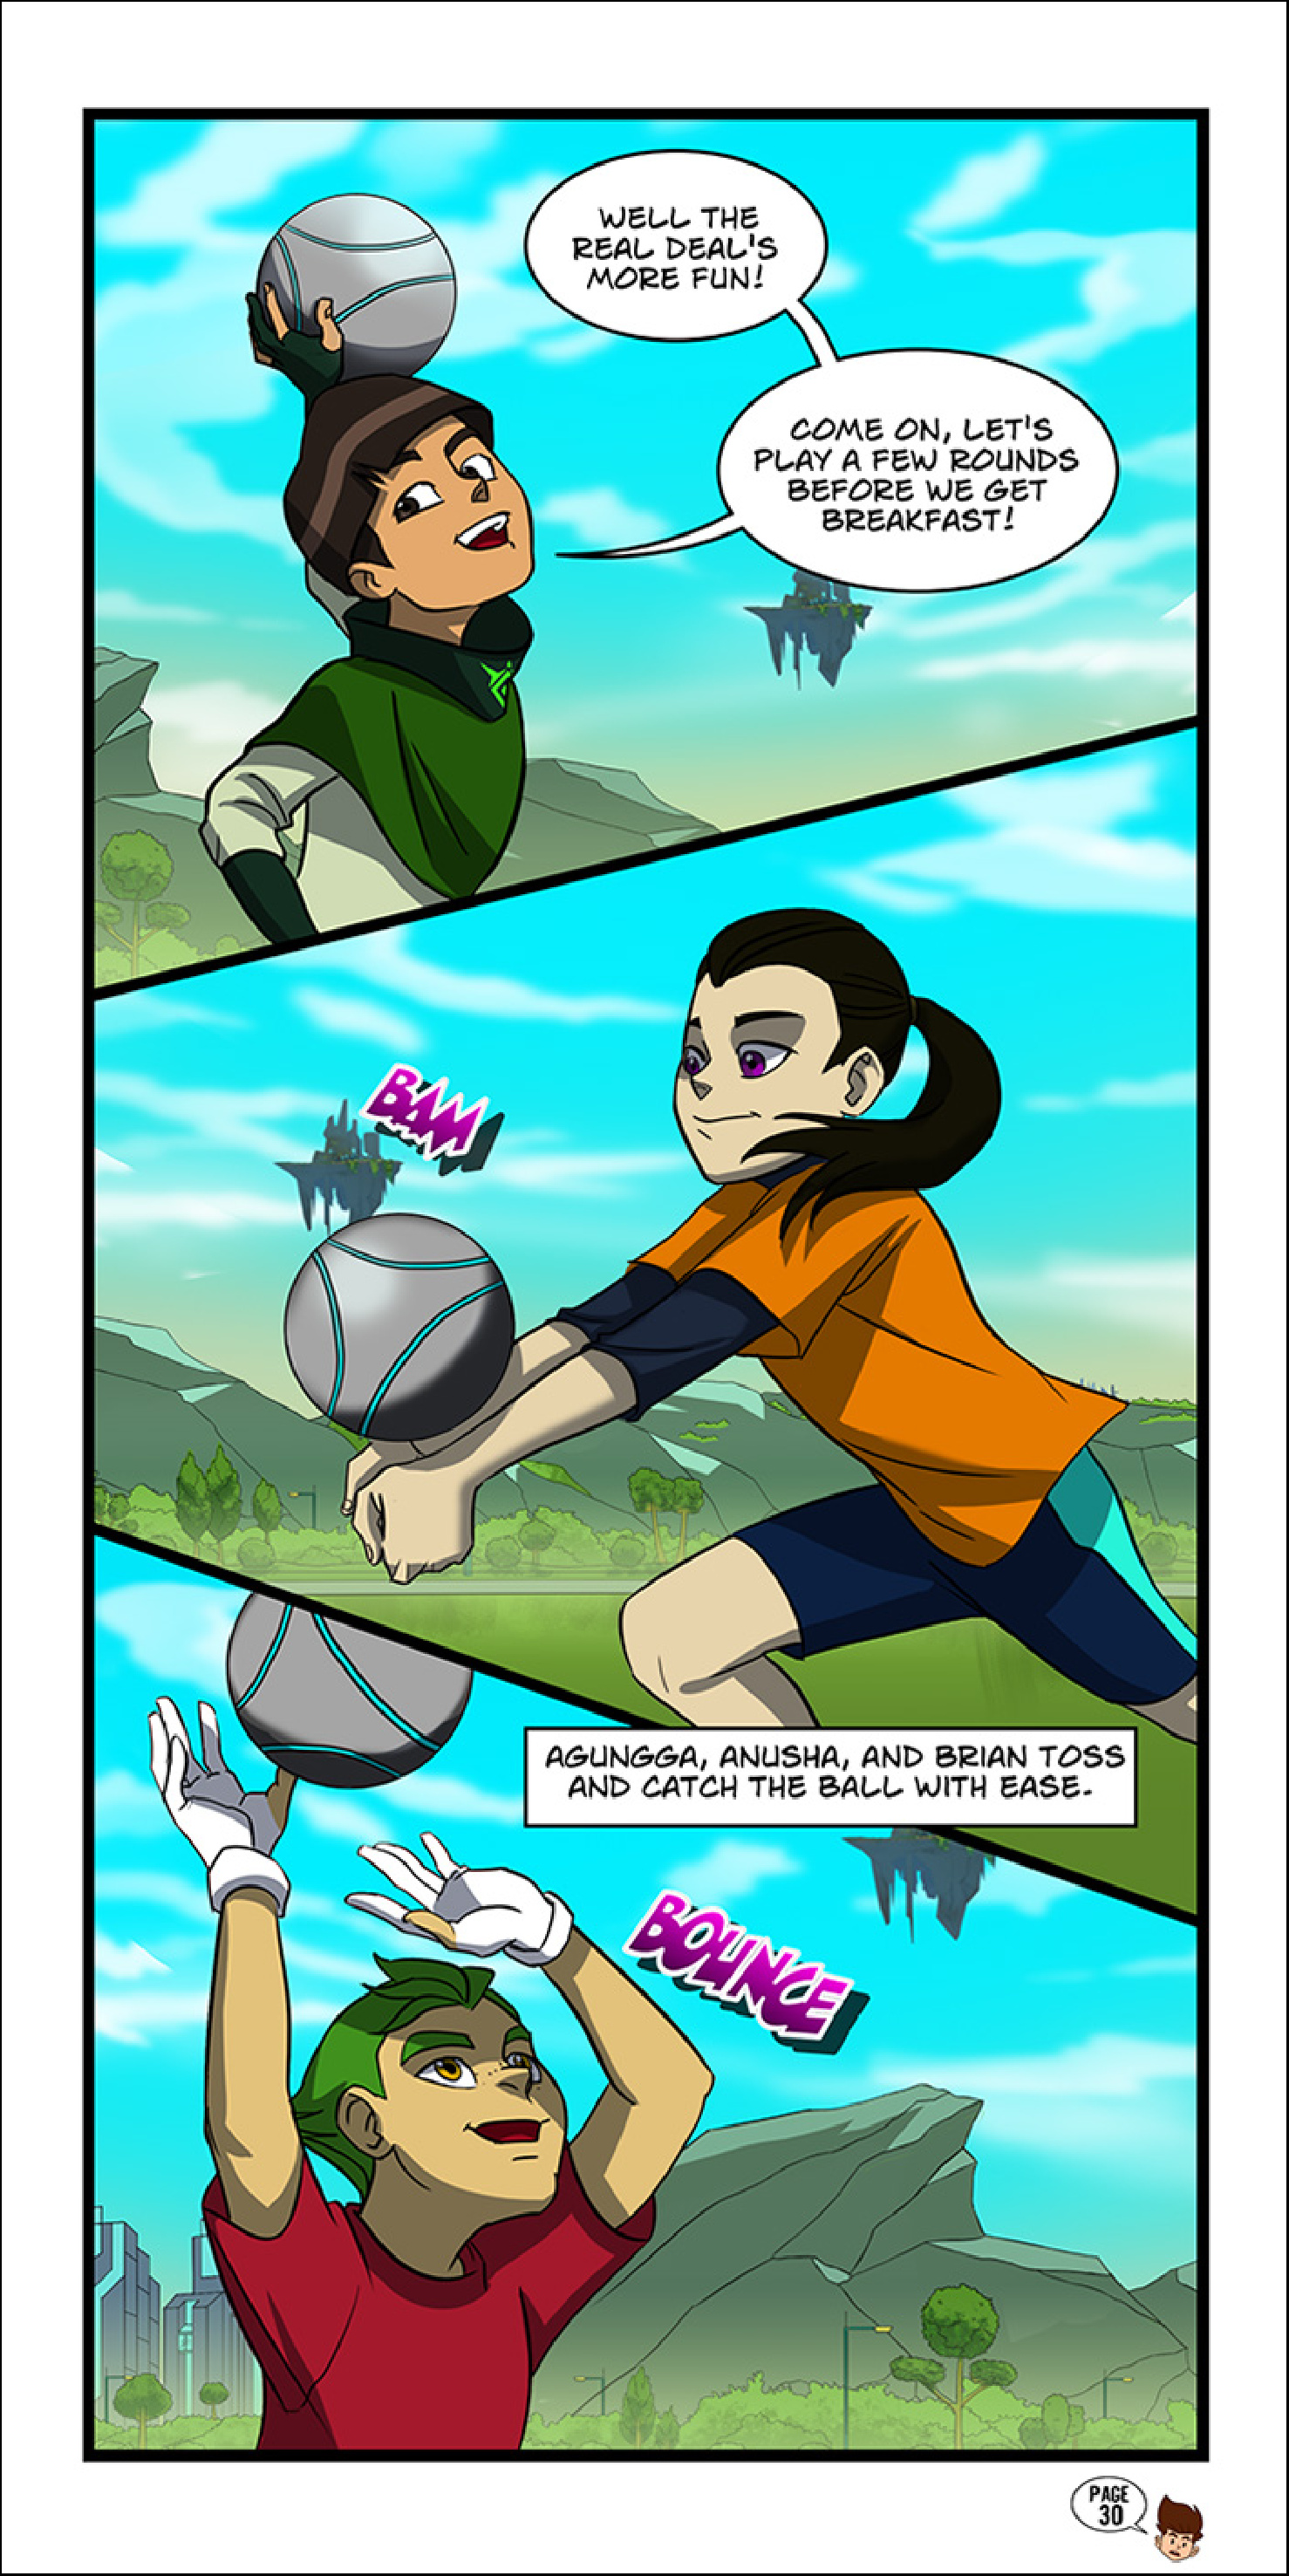 WELL THE
REAL DEAL'S
MORE FUN!
COME ON, LET'S
PLAY A FEW ROUNDS
BEFORE WE GET
BREAKFAST!
BAM
AGUNGGA, ANUSHA, AND BRIAN TOSS
AND CATCH THE BALL WITH EASE.
BOUNCE
PAGE
30